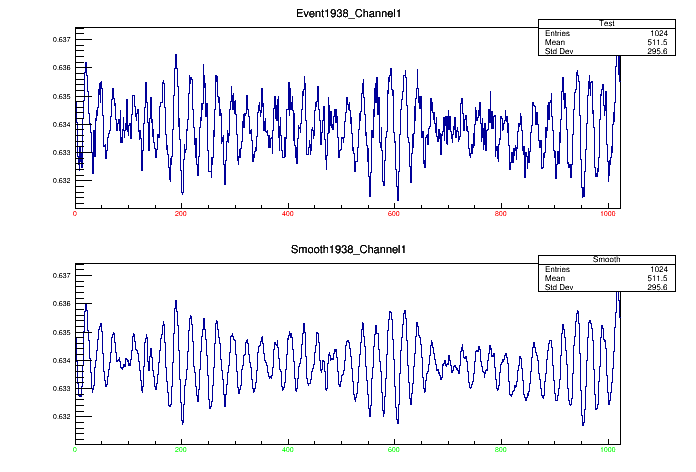 Event1938_Channel1
Test
Entries 1024
Mean 511.5
Std Dev 295.6
0.637
0.636
0.635
0.634
0.633
0.632
0 200 400 600 800 1000
Smooth1938_Channel1
Smooth
Entries 1024
Mean 511.5
Std Dev 295.6
0.637
0.636
0.635
0.634
0.633
0.632
0 200 400 600 800 1000